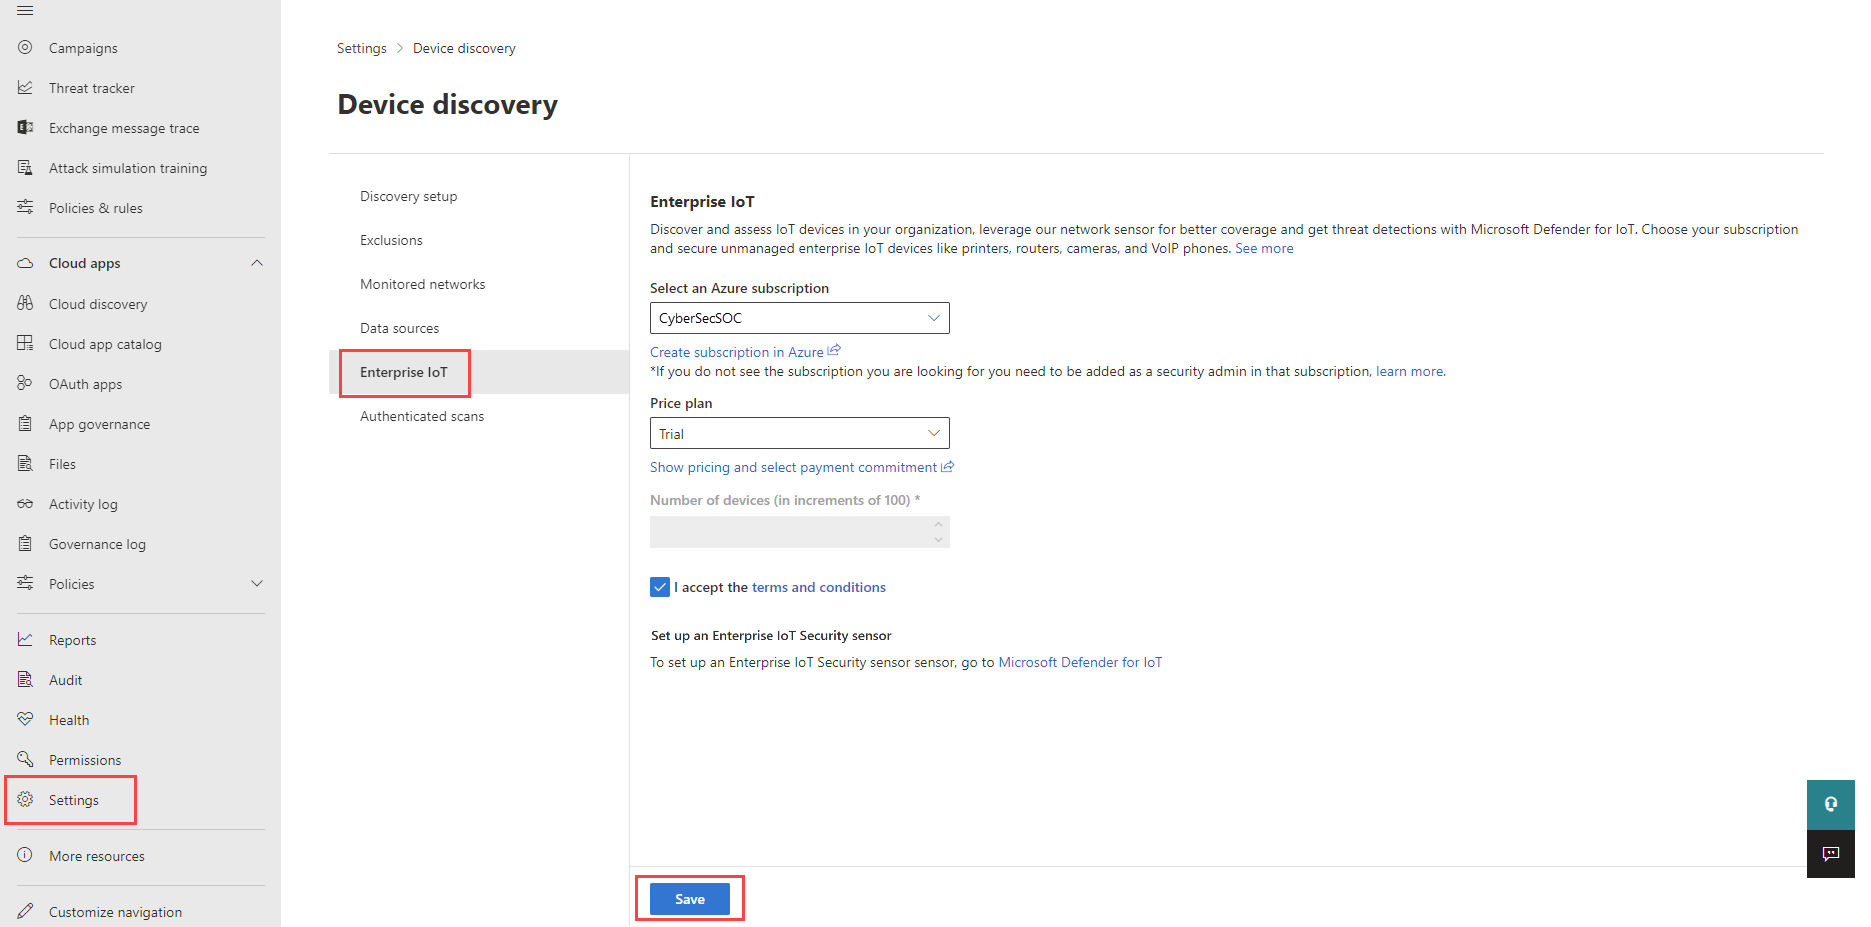 Campaigns
Threat tracker
Exchange message trace
Attack simulation training
Policies & rules
Cloud apps
Cloud discovery
Cloud app catalog
OAuth apps
App governance
Files
Activity log
Governance log
Policies
Reports
Audit
Health
Permissions
Settings
More resources
Customize navigation
Settings > Device discovery
Device discovery
Discovery setup
Exclusions
Monitored networks
Data sources
Enterprise IoT
Authenticated scans
Enterprise IoT
Discover and assess IoT devices in your organization, leverage our network sensor for better coverage and get threat detections with Microsoft Defender for IoT. Choose your subscription
and secure unmanaged enterprise IoT devices like printers, routers, cameras, and VoIP phones. See more
Select an Azure subscription
CyberSecSOC
Create subscription in Azure
*If you do not see the subscription you are looking for you need to be added as a security admin in that subscription, learn more.
Price plan
Trial
Show pricing and select payment commitment
Number of devices (in increments of 100) *
I accept the terms and conditions
Set up an Enterprise IoT Security sensor
To set up an Enterprise IoT Security sensor sensor, go to Microsoft Defender for IoT
Save